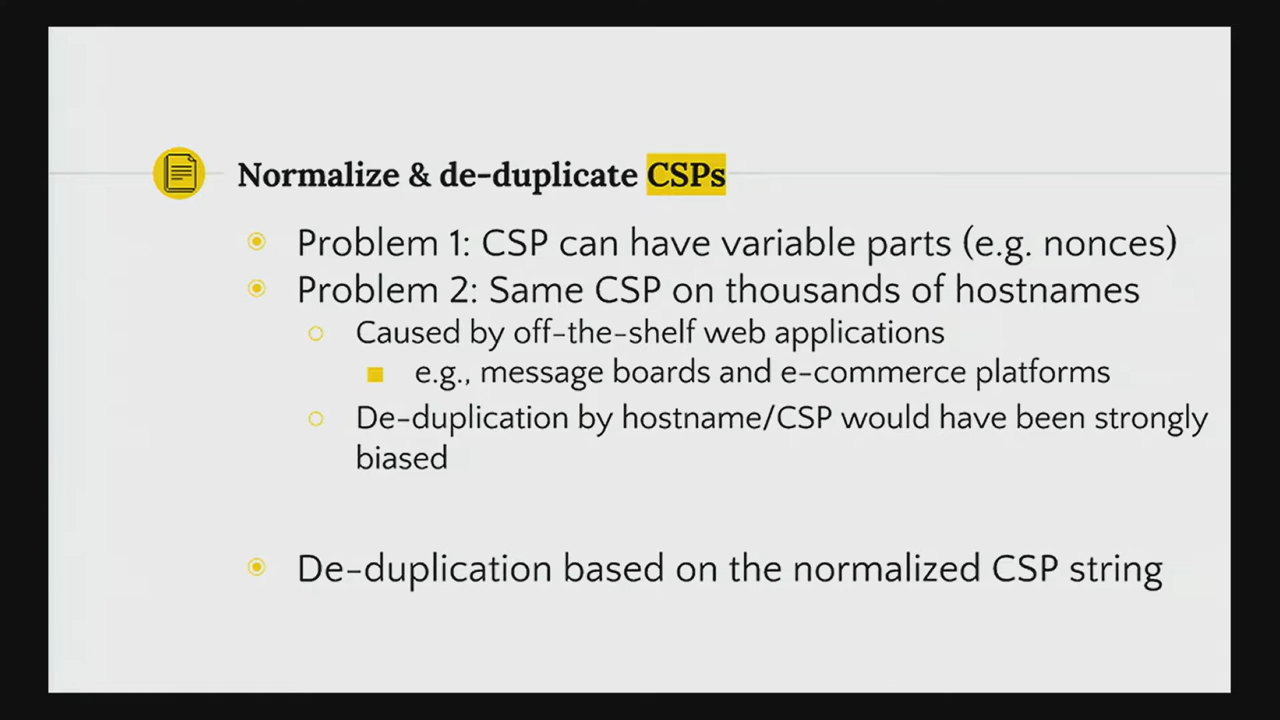 Normalize & de-duplicate CSPs
Problem 1: CSP can have variable parts (e.g. nonces)
Problem 2: Same CSP on thousands of hostnames
Caused by off-the-shelf web applications
e.g., message boards and e-commerce platforms
De-duplication by hostname/CSP would have been strongly
biased
De-duplication based on the normalized CSP string